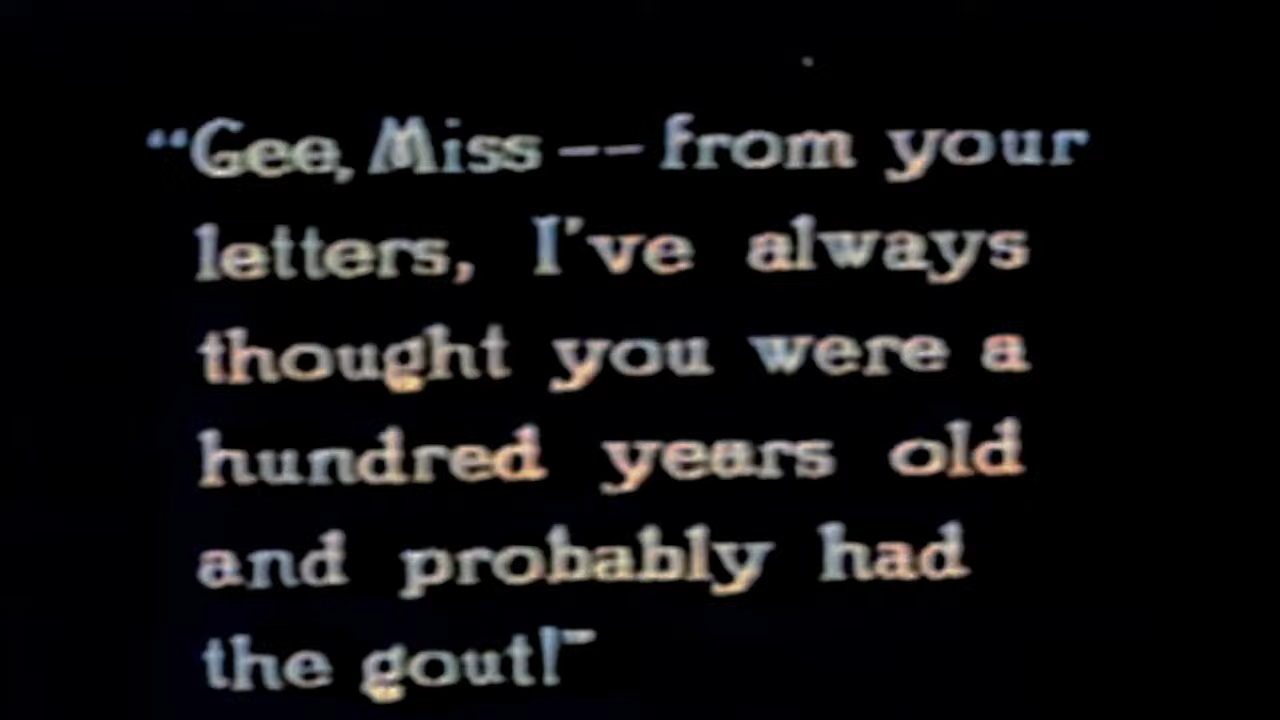 “Gee, Miss -- from your
letters, I've always
thought you were a
hundred years old
and probably had
the gout!”